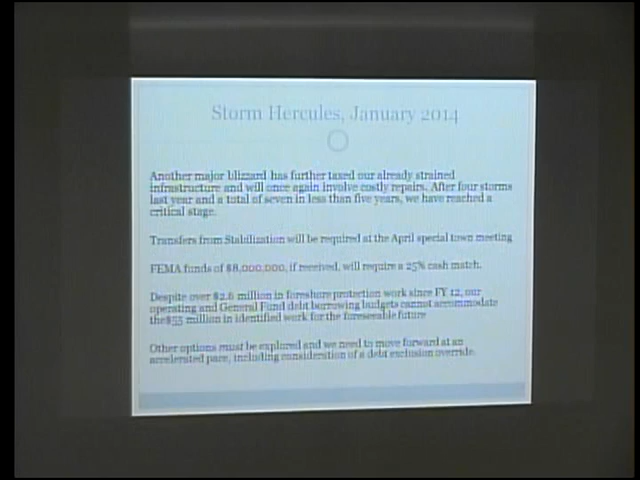 Storm Hercules, January 2014
Another major blizzard has further taxed our already strained
infrastructure and will once again involve costly repairs. After four storms
last year and a total of seven in less than five years, we have reached a
critical stage.
Transfers from Stabilization will be required at the April special town meeting
FEMA funds of $8,000,000, if received, will require a 25% cash match.
Despite over $2.6 million in foreshore protection work since FY 12, our
operating and General Fund debt borrowing budgets cannot accommodate
the $55 million in identified work for the foreseeable future
Other options must be explored and we need to move forward at an
accelerated pace, including consideration of a debt exclusion override.